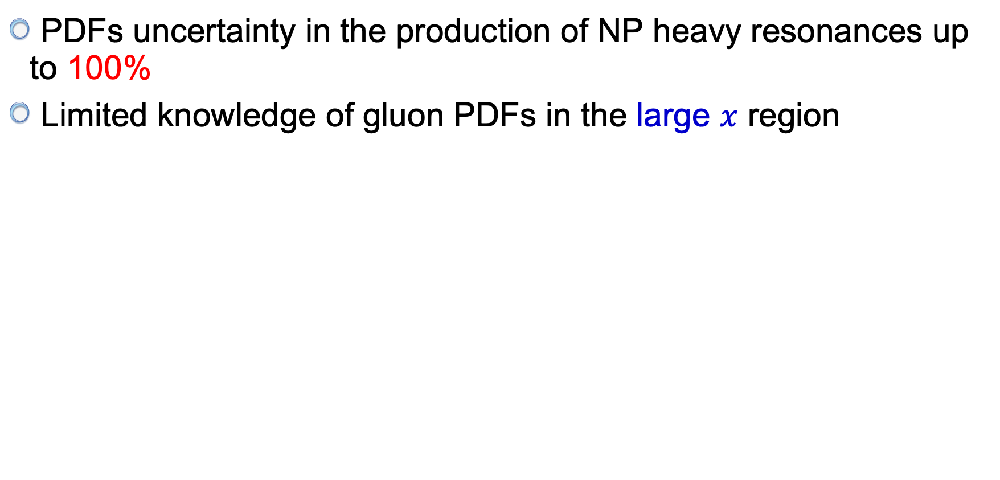 PDFs uncertainty in the production of NP heavy resonances up
to 100%
Limited knowledge of gluon PDFs in the large x region